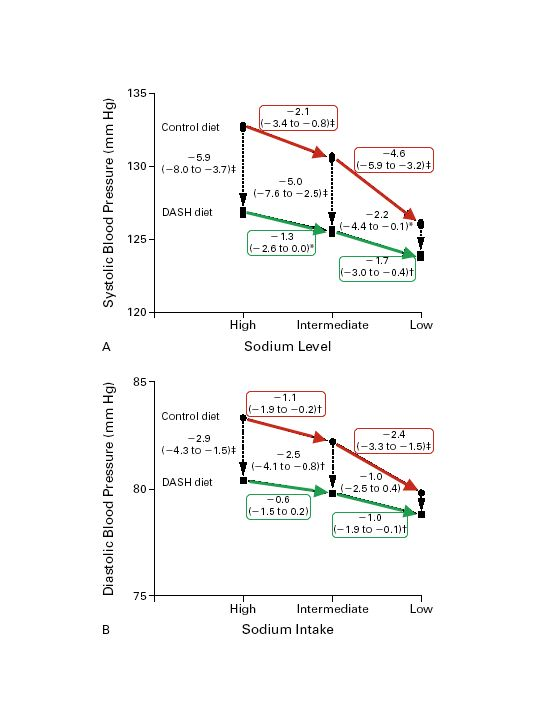 135
130
125
120
Systolic Blood Pressure (mm Hg)
Control diet
DASH diet
−2.1
(−3.4 to −0.8)‡
−4.6
(−5.9 to −3.2)‡
−5.9
(−8.0 to −3.7)‡
−5.0
(−7.6 to −2.5)‡
−2.2
(−4.4 to −0.1)*
−1.3
(−2.6 to 0.0)*
−1.7
(−3.0 to −0.4)†
High Intermediate Low
A Sodium Level
85
80
75
Diastolic Blood Pressure (mm Hg)
Control diet
DASH diet
−1.1
(−1.9 to −0.2)†
−2.4
(−3.3 to −1.5)‡
−2.9
(−4.3 to −1.5)‡
−2.5
(−4.1 to −0.8)†
−1.0
(−2.5 to 0.4)
−0.6
(−1.5 to 0.2)
−1.0
(−1.9 to −0.1)†
High Intermediate Low
B Sodium Intake